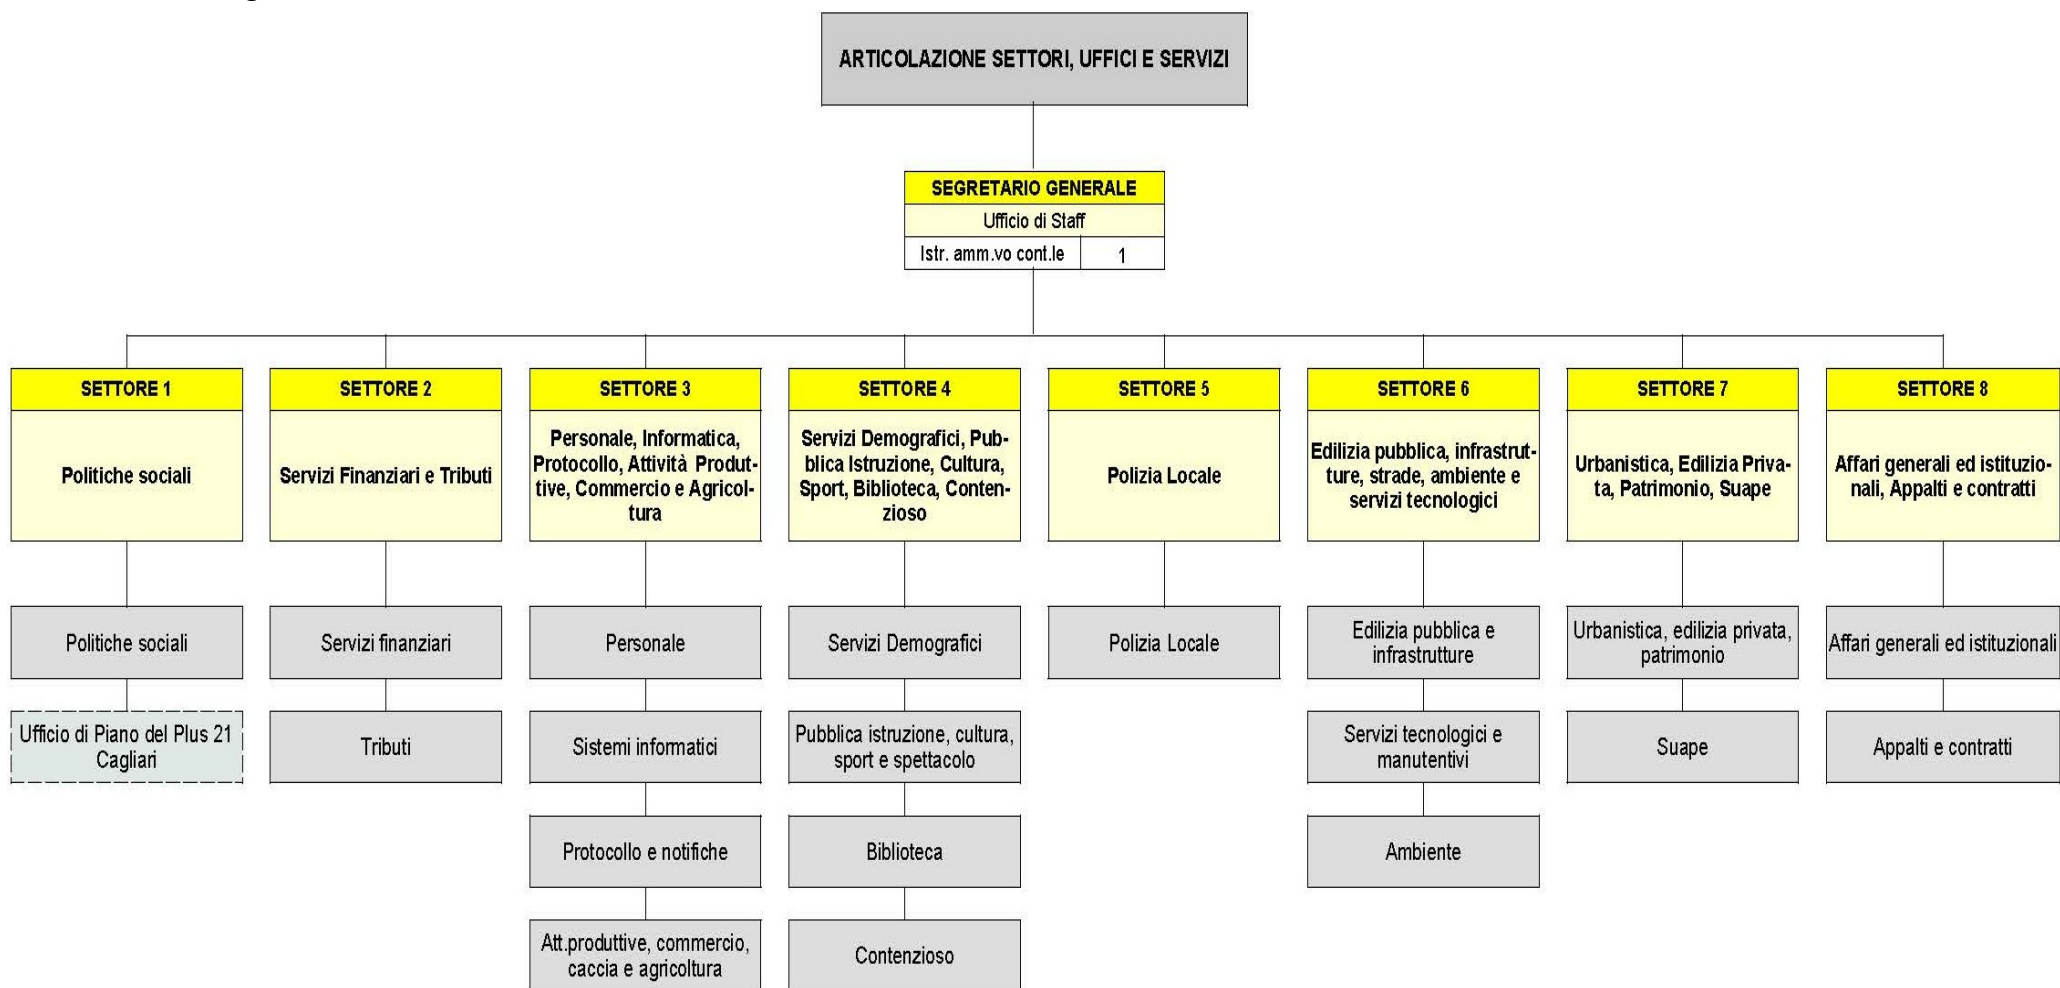 ARTICOLAZIONE SETTORI, UFFICI E SERVIZI
SEGRETARIO GENERALE
Ufficio di Staff
Istr. amm.vo cont.le 1
SETTORE 1
Politiche sociali
Politiche sociali
Ufficio di Piano del Plus 21
Cagliari
SETTORE 2
Servizi Finanziari e Tributi
Servizi finanziari
Tributi
SETTORE 3
Personale, Informatica,
Protocollo, Attività Produt-
tive, Commercio e Agricol-
tura
Personale
Sistemi informatici
Protocollo e notifiche
Att.produttive, commercio,
caccia e agricoltura
SETTORE 4
Servizi Demografici, Pub-
blica Istruzione, Cultura,
Sport, Biblioteca, Conten-
zioso
Servizi Demografici
Pubblica istruzione, cultura,
sport e spettacolo
Biblioteca
Contenzioso
SETTORE 5
Polizia Locale
Polizia Locale
SETTORE 6
Edilizia pubblica, infrastrut-
ture, strade, ambiente e
servizi tecnologici
Edilizia pubblica e
infrastrutture
Servizi tecnologici e
manutentivi
Ambiente
SETTORE 7
Urbanistica, Edilizia Priva-
ta, Patrimonio, Suape
Urbanistica, edilizia privata,
patrimonio
Suape
SETTORE 8
Affari generali ed istituzio-
nali, Appalti e contratti
Affari generali ed istituzionali
Appalti e contratti